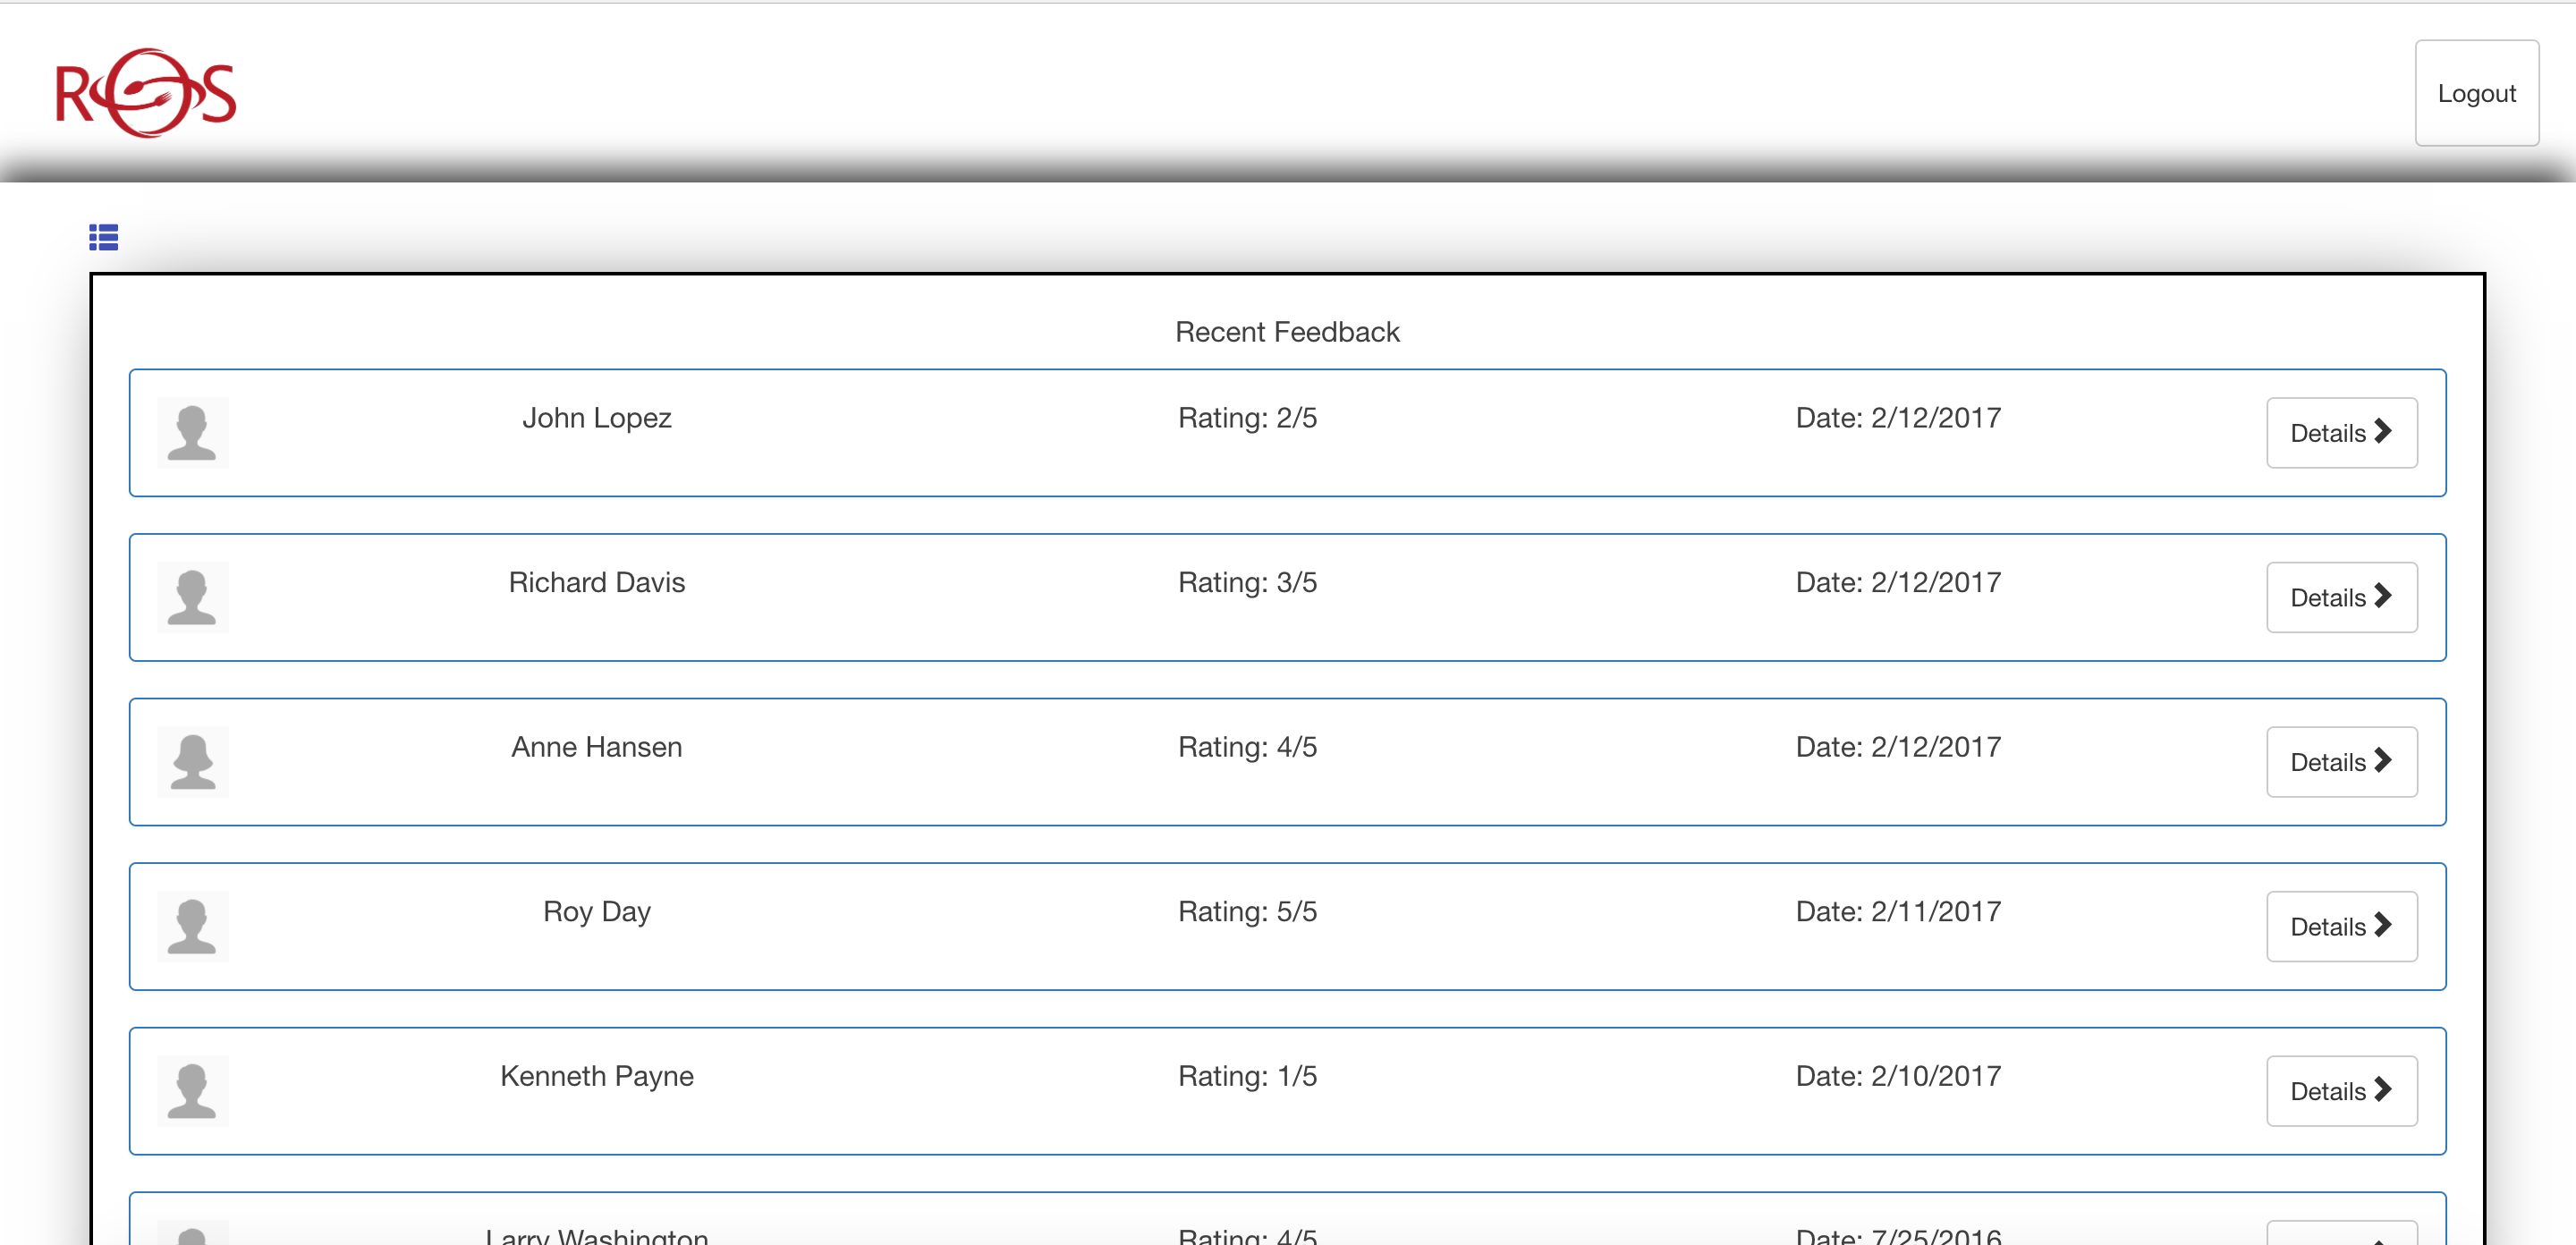 ROS
Logout
Recent Feedback
John Lopez Rating: 2/5 Date: 2/12/2017 Details
Richard Davis Rating: 3/5 Date: 2/12/2017 Details
Anne Hansen Rating: 4/5 Date: 2/12/2017 Details
Roy Day Rating: 5/5 Date: 2/11/2017 Details
Kenneth Payne Rating: 1/5 Date: 2/10/2017 Details
Larry Washington Rating: 4/5 Date: 7/25/2016